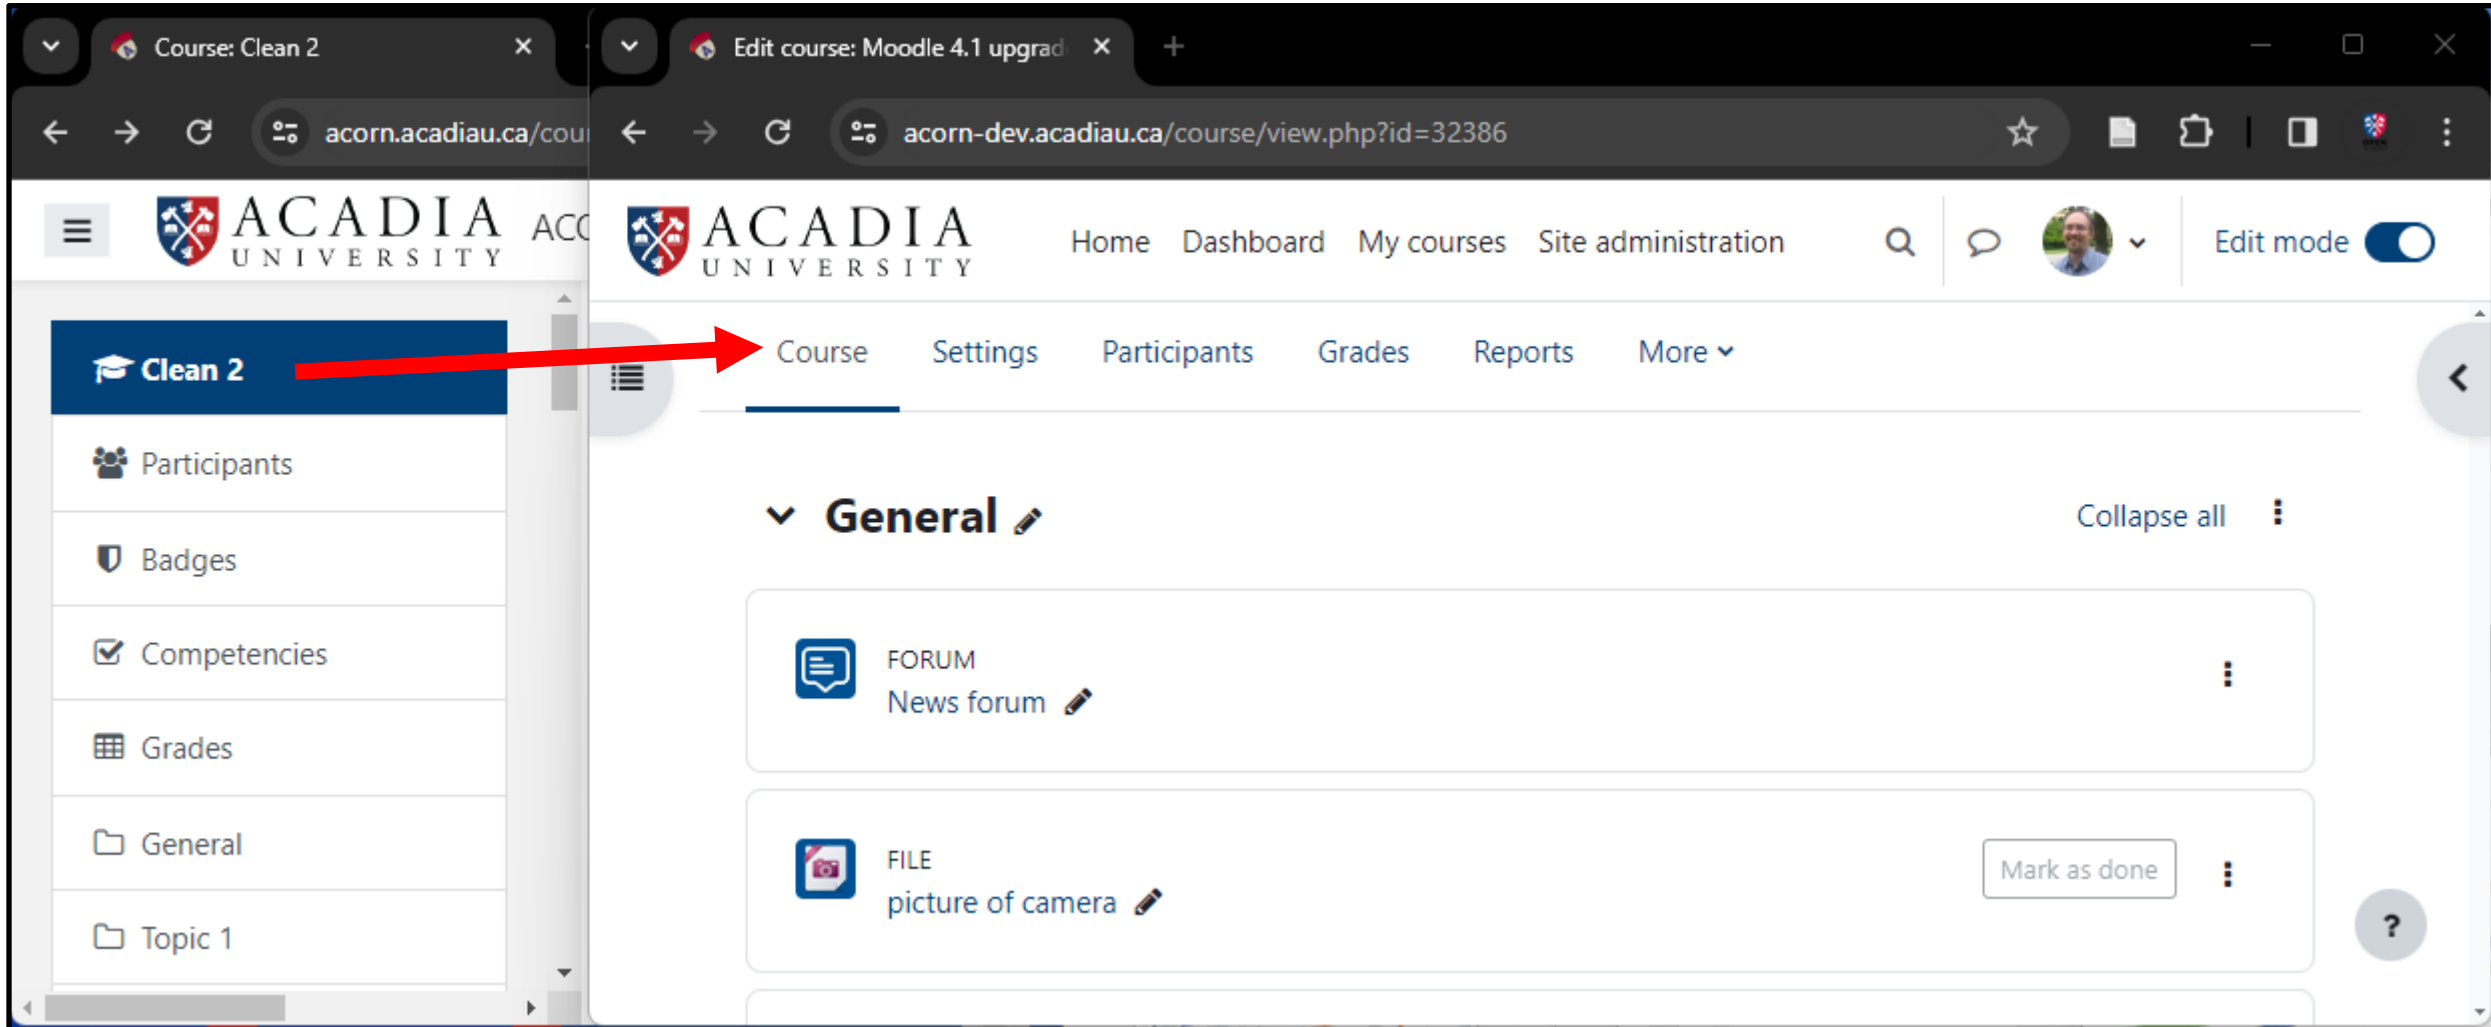 Course: Clean 2
acorn.acadiau.ca/cou
ACADIA
UNIVERSITY
Clean 2
Participants
Badges
Competencies
Grades
General
Topic 1
Edit course: Moodle 4.1 upgrad
acorn-dev.acadiau.ca/course/view.php?id=32386
ACADIA
UNIVERSITY
Home Dashboard My courses Site administration Edit mode
Course Settings Participants Grades Reports More
General Collapse all
FORUM
News forum
FILE
picture of camera
Mark as done
?